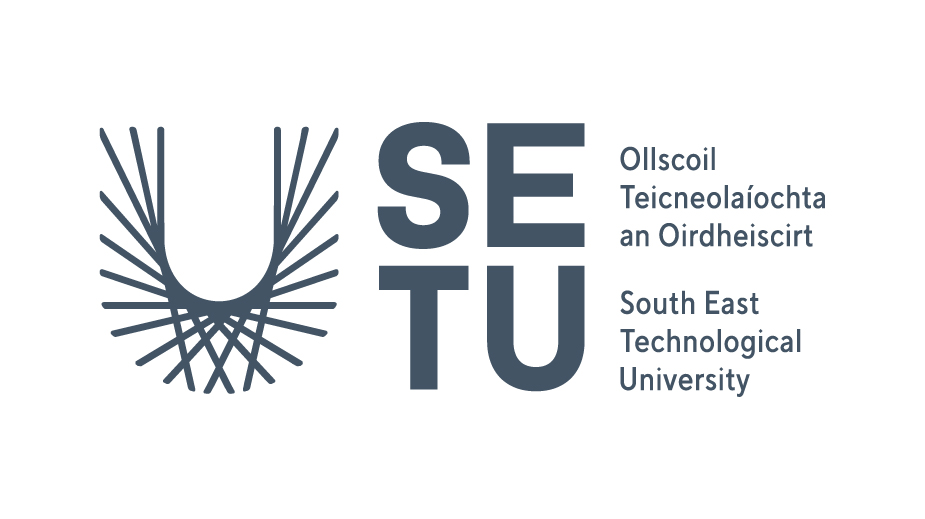 SE
TU
Ollscoil
Teicneolaíochta
an Oirdheiscirt
South East
Technological
University